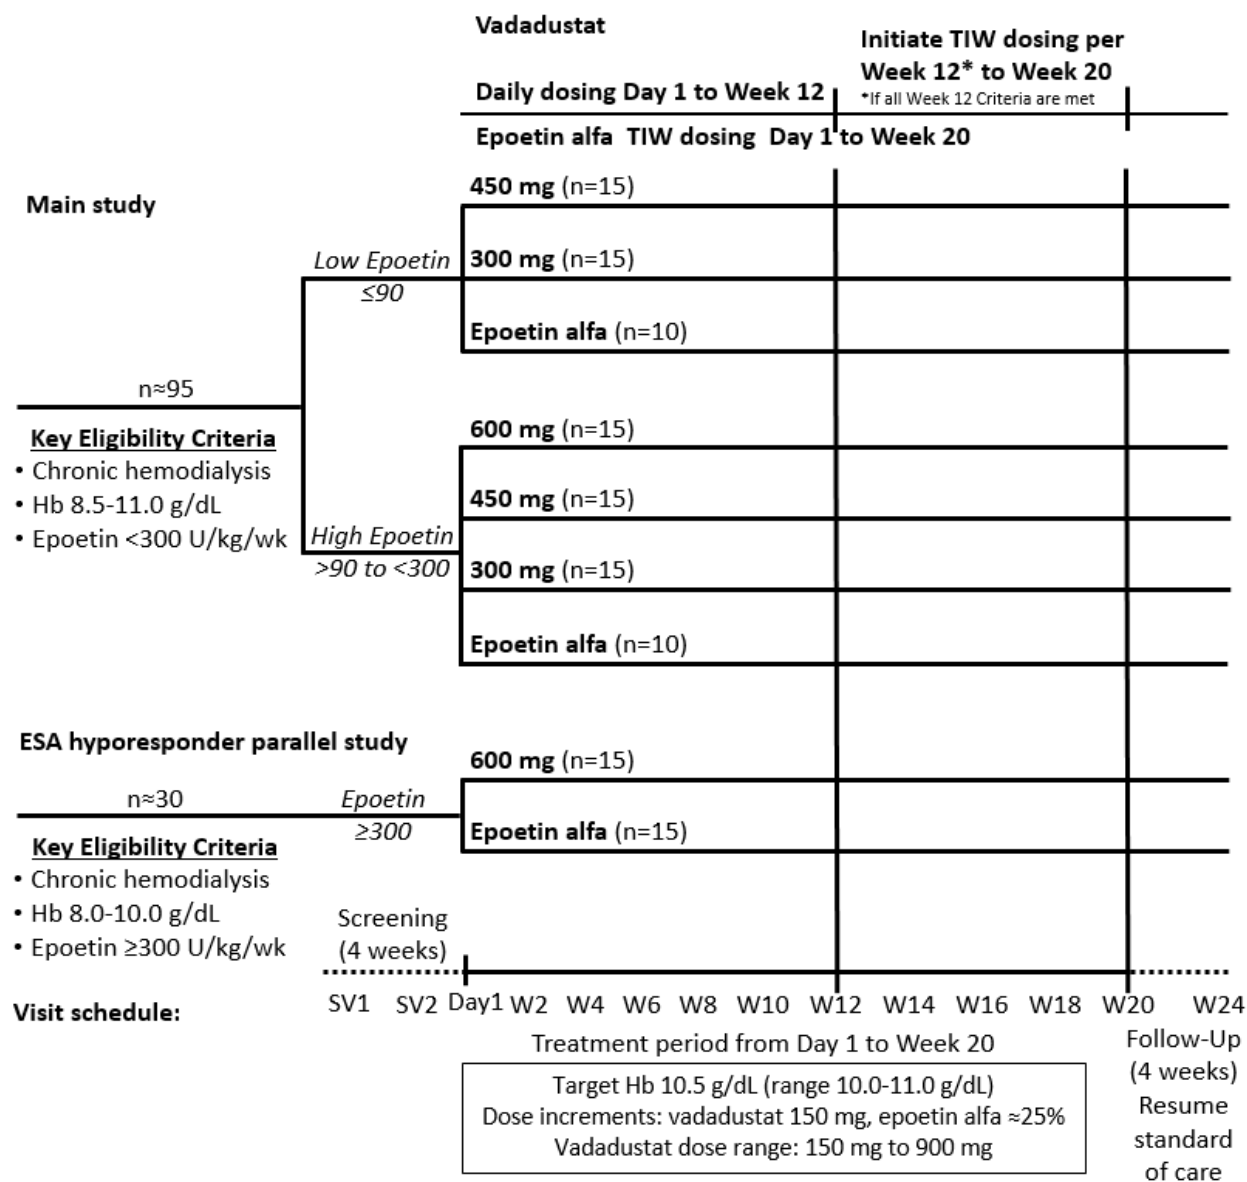 Vadadustat
Initiate TIW dosing per
Week 12* to Week 20
*If all Week 12 Criteria are met
Daily dosing Day 1 to Week 12
Epoetin alfa  TIW dosing  Day 1 to Week 20
Main study
450 mg (n=15)
Low Epoetin
≤90
300 mg (n=15)
Epoetin alfa (n=10)
n≈95
Key Eligibility Criteria
• Chronic hemodialysis
• Hb 8.5-11.0 g/dL
• Epoetin <300 U/kg/wk
High Epoetin
>90 to <300
600 mg (n=15)
450 mg (n=15)
300 mg (n=15)
Epoetin alfa (n=10)
ESA hyporesponder parallel study
n≈30
Epoetin
≥300
600 mg (n=15)
Epoetin alfa (n=15)
Key Eligibility Criteria
• Chronic hemodialysis
• Hb 8.0-10.0 g/dL
• Epoetin ≥300 U/kg/wk
Screening
(4 weeks)
Visit schedule:
SV1 SV2 Day1 W2 W4 W6 W8 W10 W12 W14 W16 W18 W20 W24
Treatment period from Day 1 to Week 20
Target Hb 10.5 g/dL (range 10.0-11.0 g/dL)
Dose increments: vadadustat 150 mg, epoetin alfa ≈25%
Vadadustat dose range: 150 mg to 900 mg
Follow-Up
(4 weeks)
Resume
standard
of care